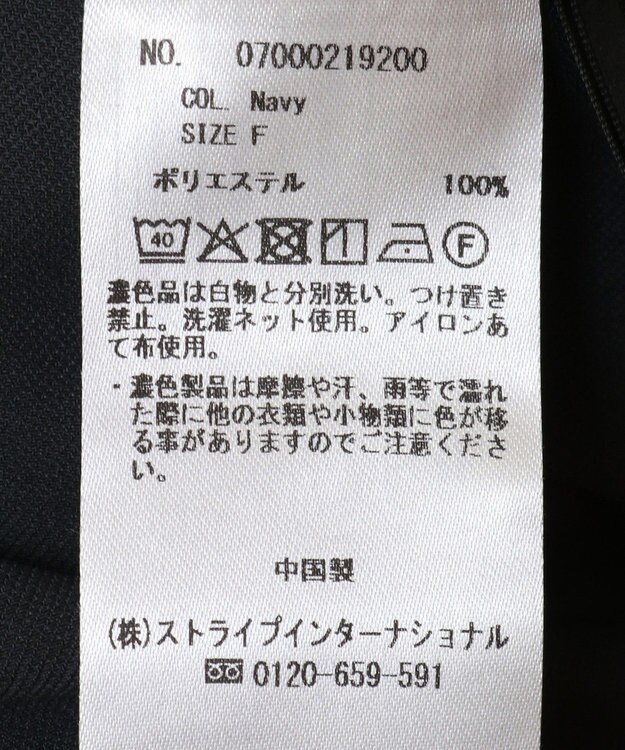 NO. 07000219200
COL. Navy
SIZE F
ポリエステル 100%
40 F
濃色品は白物と分別洗い。つけ置き
禁止。洗濯ネット使用。アイロンあ
て布使用。
・濃色製品は摩擦や汗、雨等で濡れ
た際に他の衣類や小物類に色が移
る事がありますのでご注意くださ
い。
中国製
(株)ストライプインターナショナル
0120-659-591